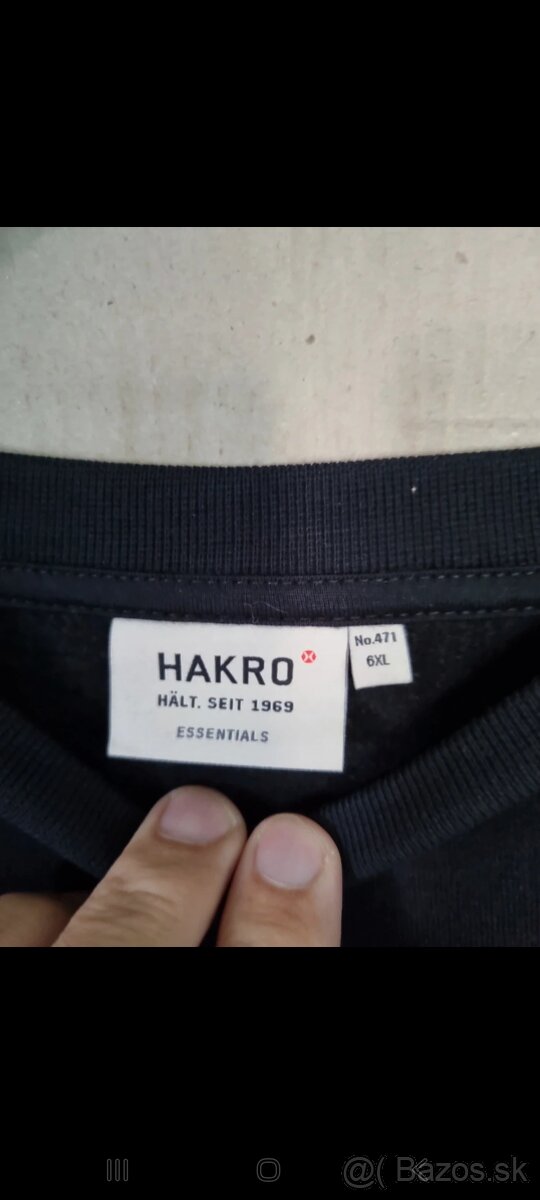 HAKRO
HÄLT. SEIT 1969
ESSENTIALS
No.471
6XL
@( Bazos.sk